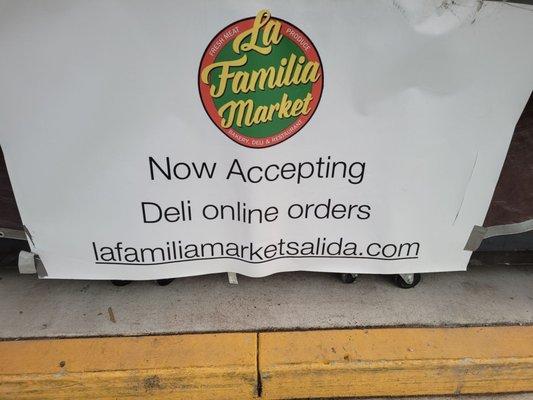 FRESH MEAT
PRODUCE
La
Familia
Market
BAKERY, DELI & RESTAURANT
Now Accepting
Deli online orders
lafamiliamarketsalida.com